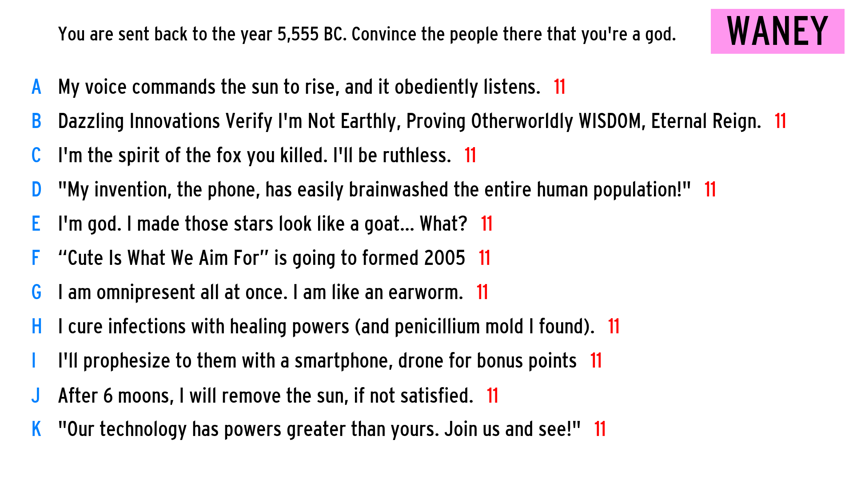 You are sent back to the year 5,555 BC. Convince the people there that you're a god.
WANEY
A My voice commands the sun to rise, and it obediently listens. 11
B Dazzling Innovations Verify I'm Not Earthly, Proving Otherworldly WISDOM, Eternal Reign. 11
C I'm the spirit of the fox you killed. I'll be ruthless. 11
D "My invention, the phone, has easily brainwashed the entire human population!" 11
E I'm god. I made those stars look like a goat... What? 11
F “Cute Is What We Aim For” is going to formed 2005 11
G I am omnipresent all at once. I am like an earworm. 11
H I cure infections with healing powers (and penicillium mold I found). 11
I I'll prophesize to them with a smartphone, drone for bonus points 11
J After 6 moons, I will remove the sun, if not satisfied. 11
K "Our technology has powers greater than yours. Join us and see!" 11